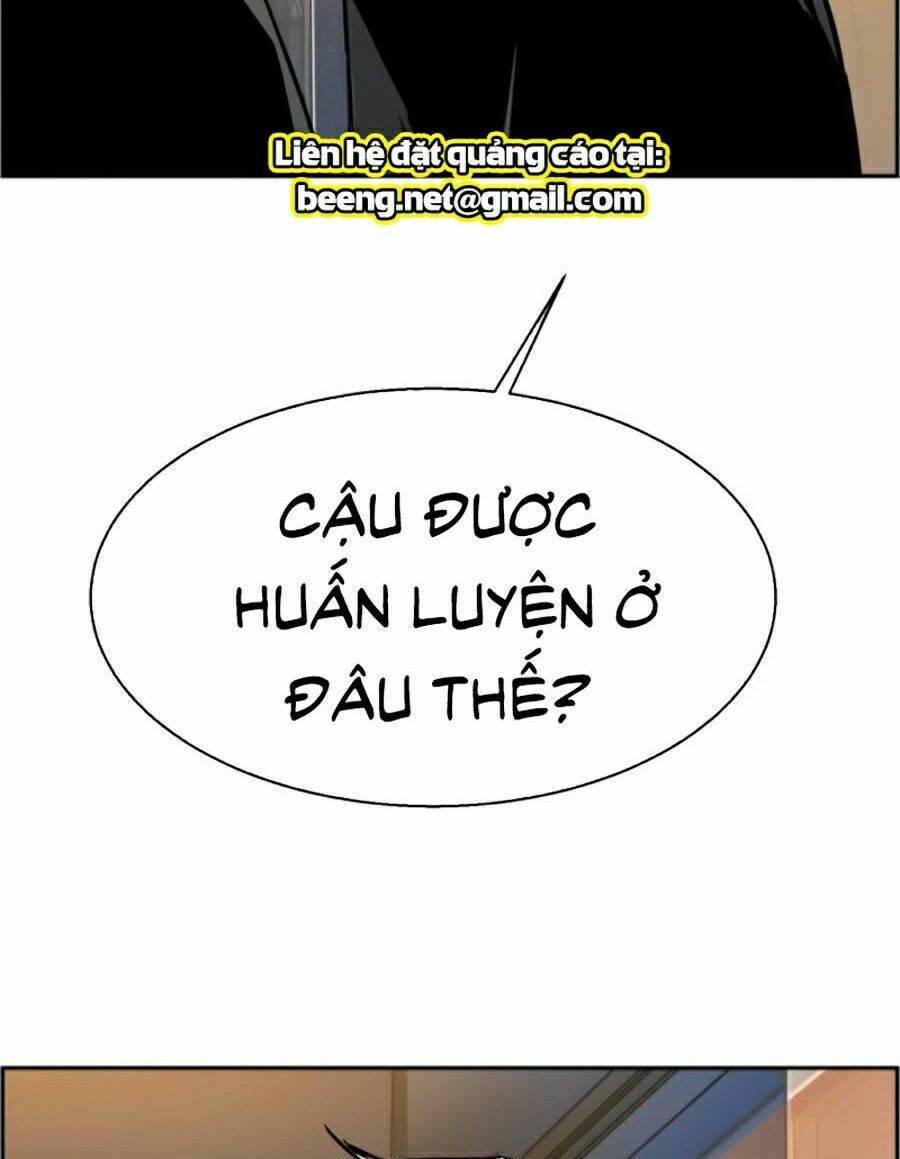 Liên hệ đặt quảng cáo tại:
beeng.net@gmail.com
CẬU ĐƯỢC
HUẤN LUYỆN Ở
ĐÂU THẾ?